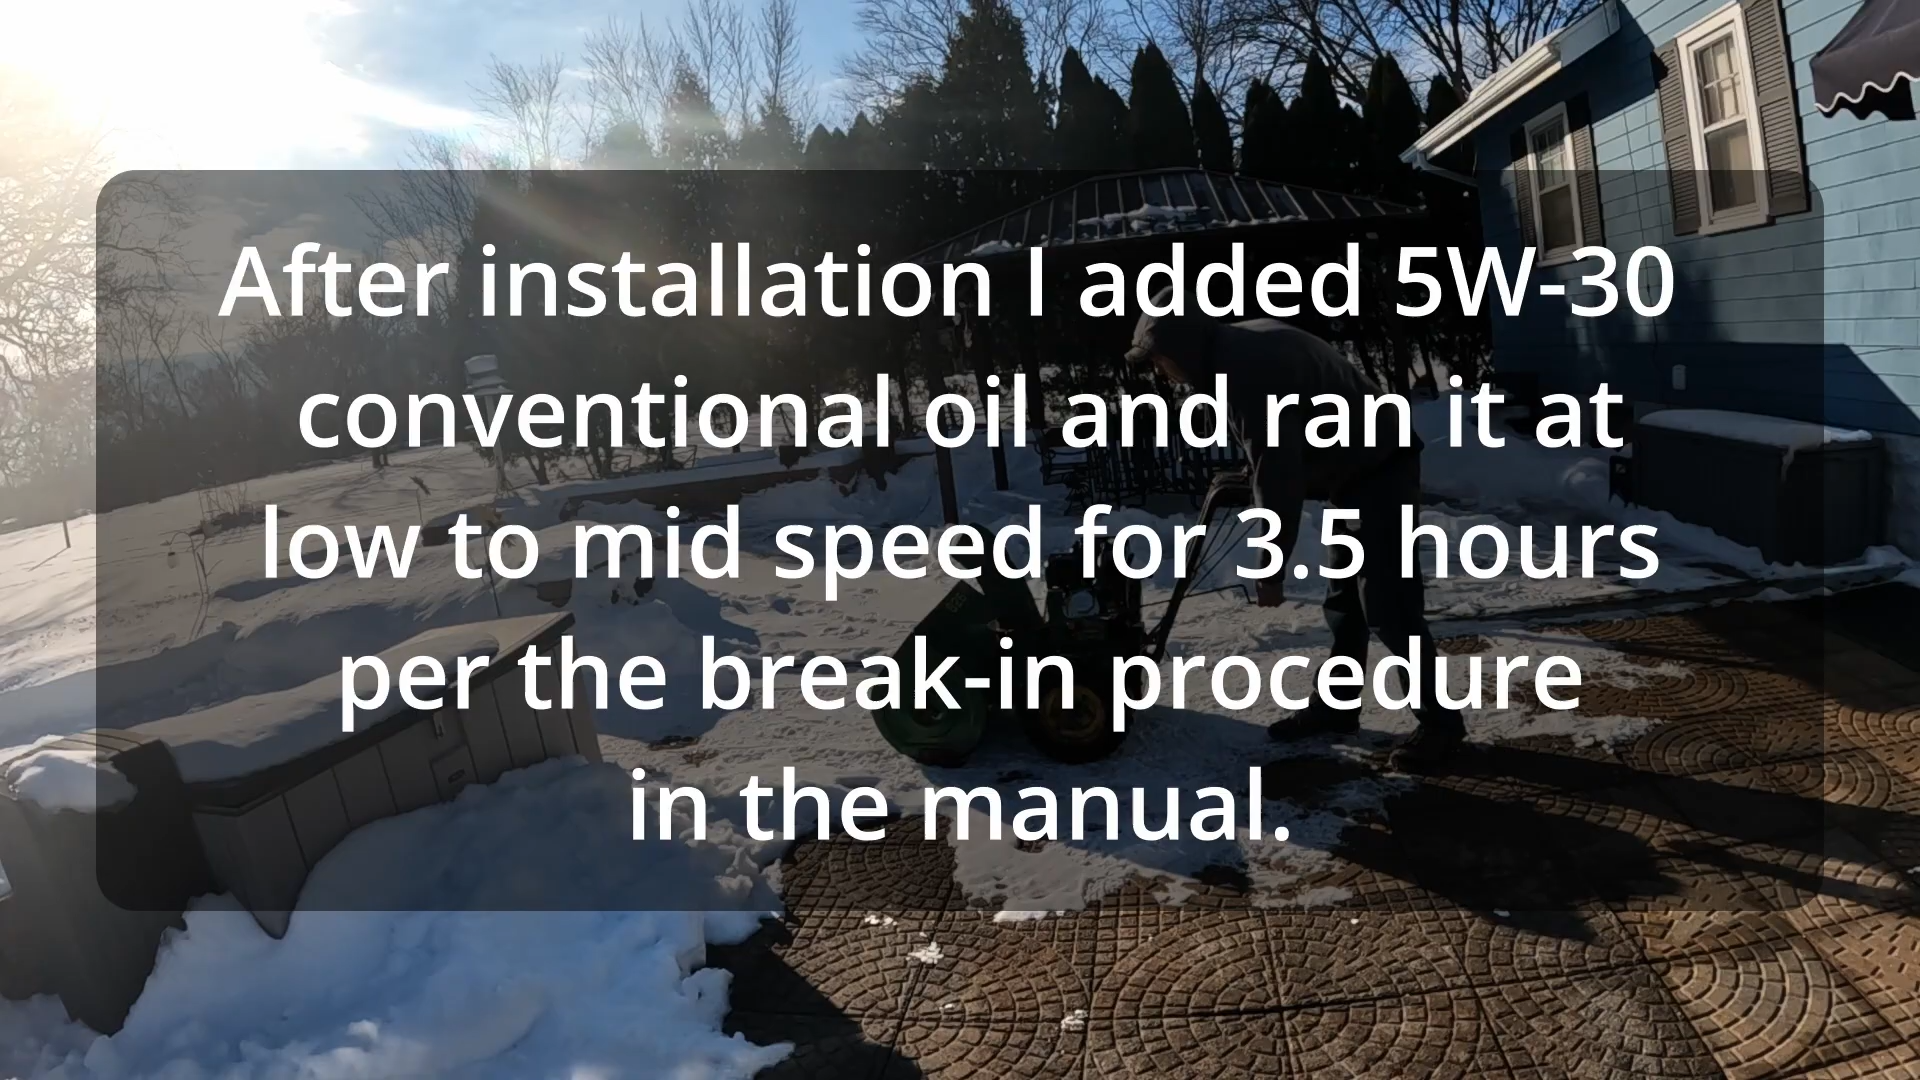 After installation I added 5W-30
conventional oil and ran it at
low to mid speed for 3.5 hours
per the break-in procedure
in the manual.